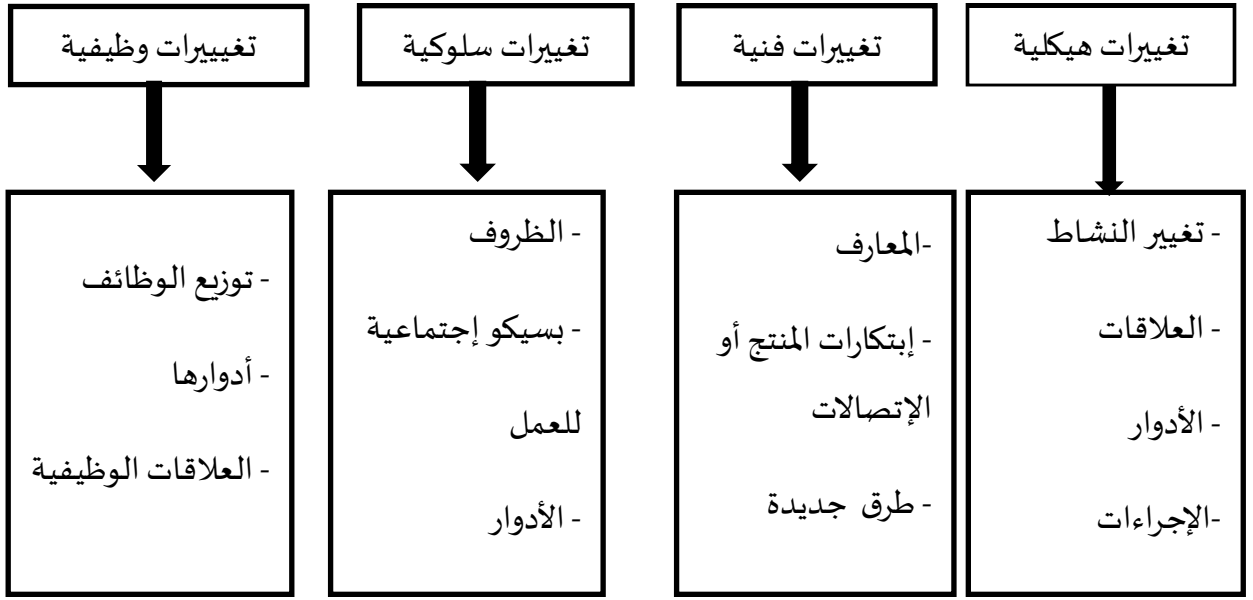 تغييرات هيكلية
تغييرات فنية
تغييرات سلوكية
تغيييرات وظيفية
- تغيير النشاط
- العلاقات
- الأدوار
-الإجراءات
-المعارف
- إبتكارات المنتج أو
الإتصالات
- طرق جديدة
- الظروف
- بسيكو إجتماعية
للعمل
- الأدوار
- توزيع الوظائف
- أدوارها
- العلاقات الوظيفية